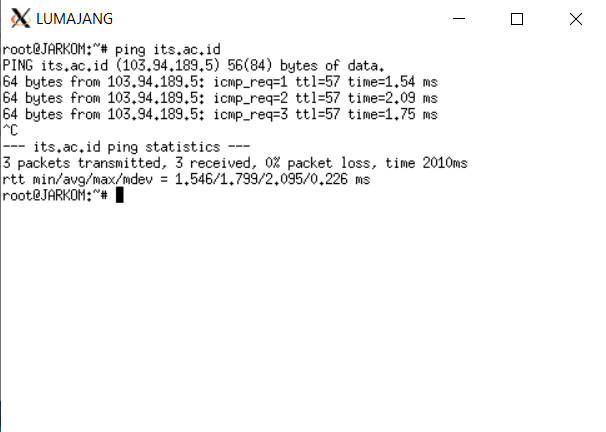 LUMAJANG
root@JARKOM:~# ping its.ac.id
PING its.ac.id (103.94.189.5) 56(84) bytes of data.
64 bytes from 103.94.189.5: icmp_req=1 ttl=57 time=1.54 ms
64 bytes from 103.94.189.5: icmp_req=2 ttl=57 time=2.09 ms
64 bytes from 103.94.189.5: icmp_req=3 ttl=57 time=1.75 ms
^C
--- its.ac.id ping statistics ---
3 packets transmitted, 3 received, 0% packet loss, time 2010ms
rtt min/avg/max/mdev = 1.546/1.799/2.095/0.226 ms
root@JARKOM:~#